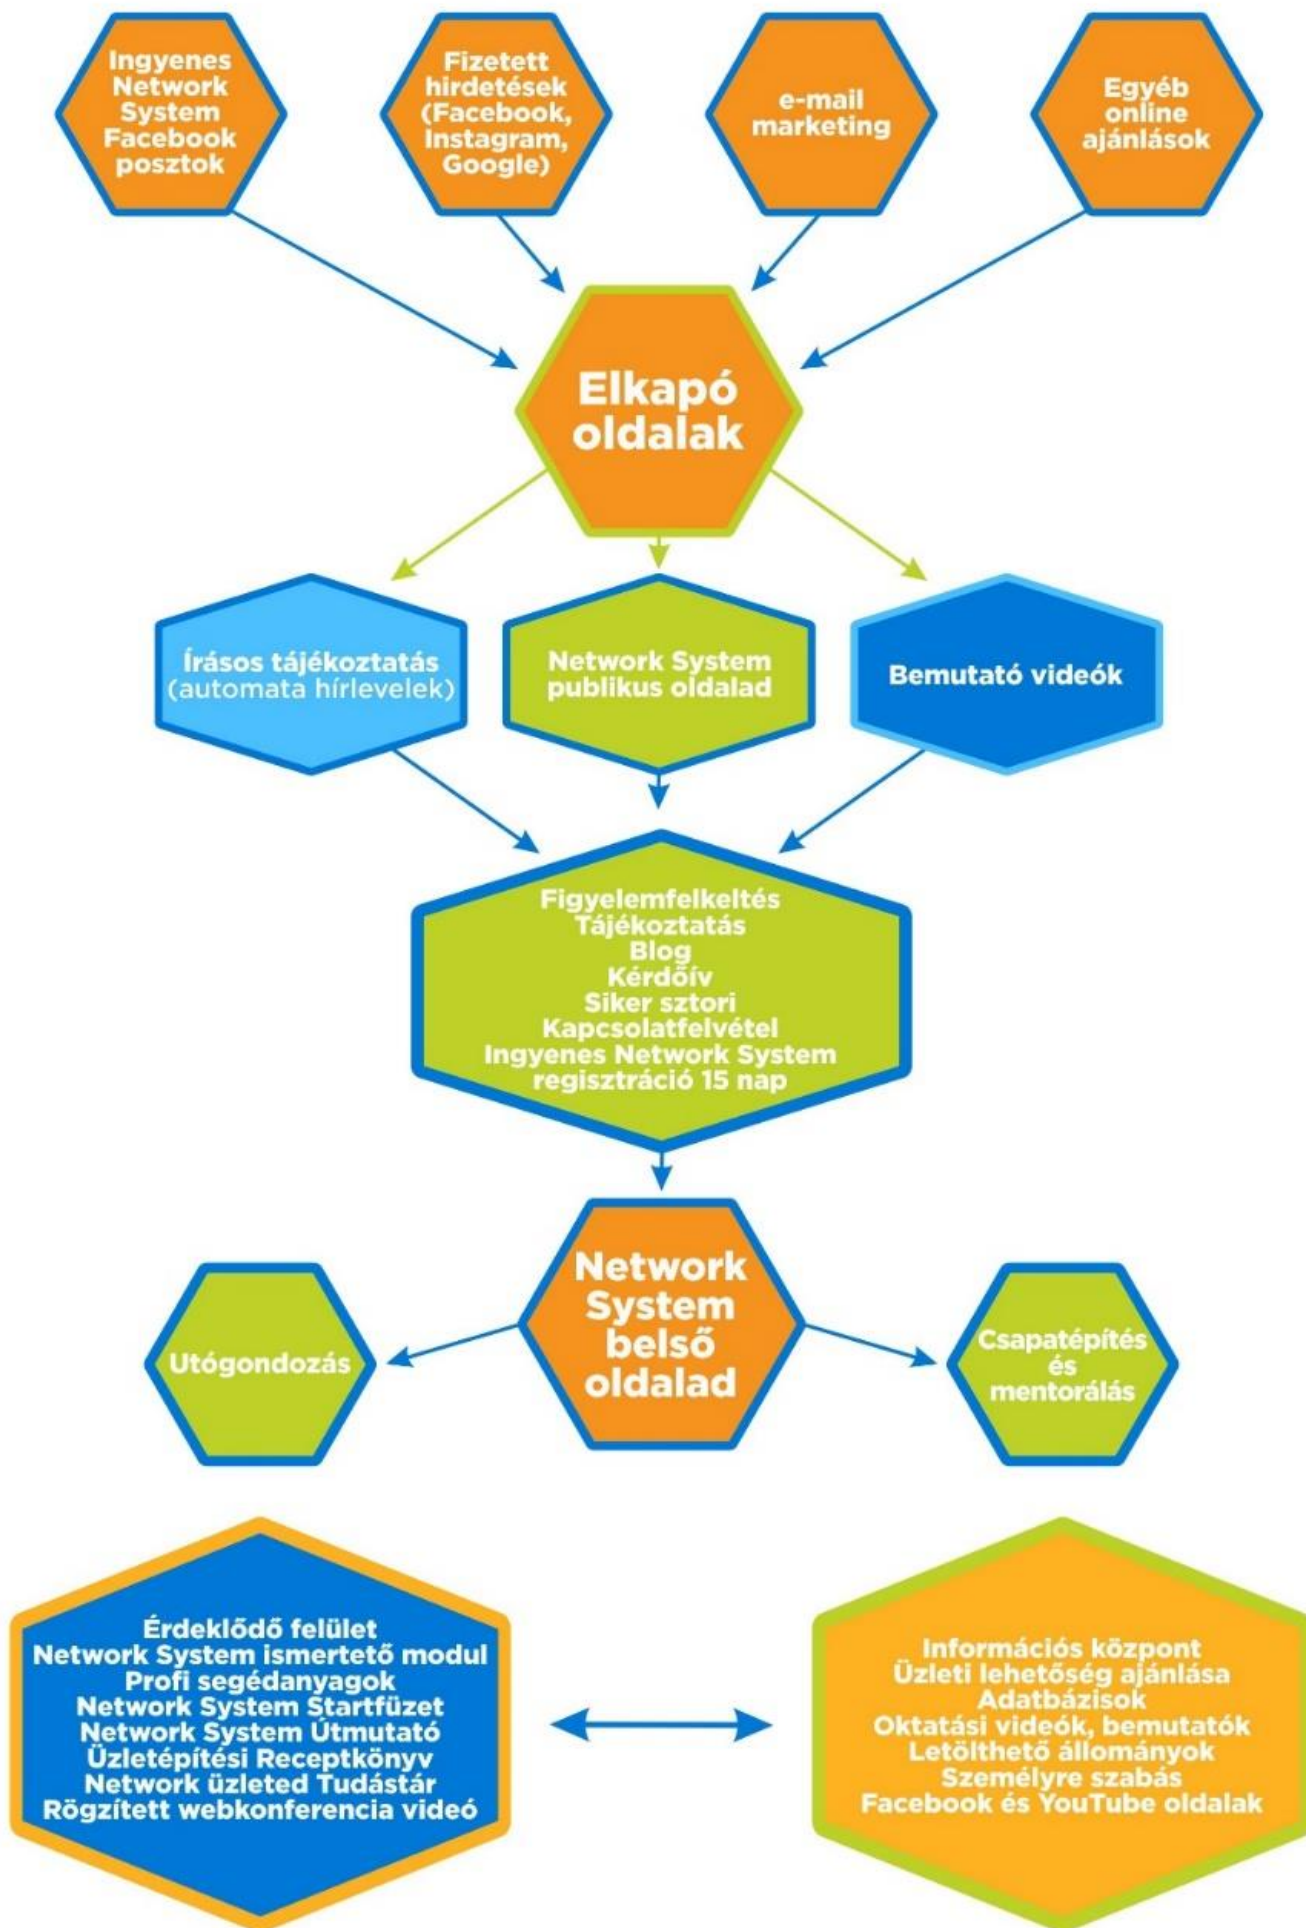 Ingyenes
Network
System
Facebook
posztok
Fizetett
hirdetések
(Facebook,
Instagram,
Google)
e-mail
marketing
Egyéb
online
ajánlások
Elkapó
oldalak
Írásos tájékoztatás
(automata hírlevelek)
Network System
publikus oldalad
Bemutató videók
Figyelemfelkeltés
Tájékoztatás
Blog
Kérdőív
Siker sztori
Kapcsolatfelvétel
Ingyenes Network System
regisztráció 15 nap
Network
System
belső
oldalad
Utógondozás
Csapatépítés
és
mentorálás
Érdeklődő felület
Network System ismertető modul
Profi segédanyagok
Network System Startfüzet
Network System Útmutató
Üzletépítési Receptkönyv
Network üzleted Tudástár
Rögzített webkonferencia videó
Információs központ
Üzleti lehetőség ajánlása
Adatbázisok
Oktatási videók, bemutatók
Letölthető állományok
Személyre szabás
Facebook és YouTube oldalak